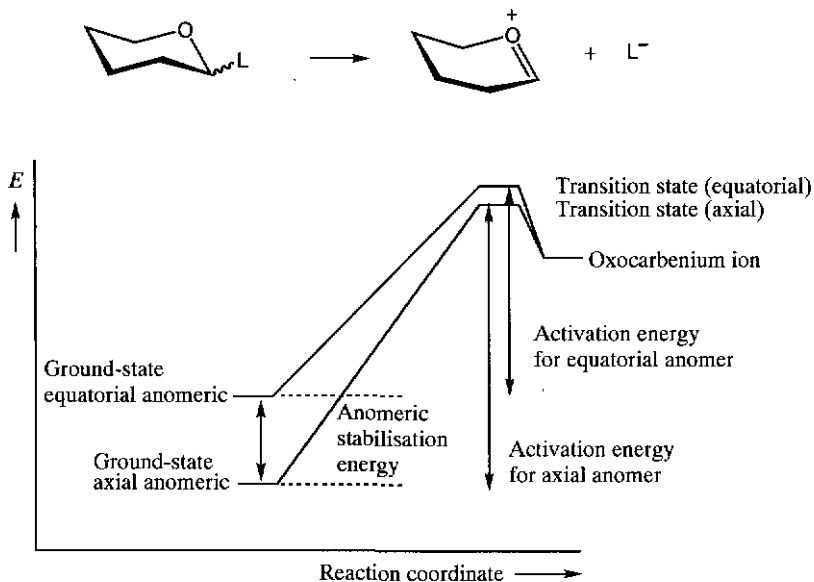 O
L
+
O
+ L⁻
E
Transition state (equatorial)
Transition state (axial)
Oxocarbenium ion
Activation energy
for equatorial anomer
Ground-state
equatorial anomeric
Anomeric
stabilisation
energy
Ground-state
axial anomeric
Activation energy
for axial anomer
Reaction coordinate